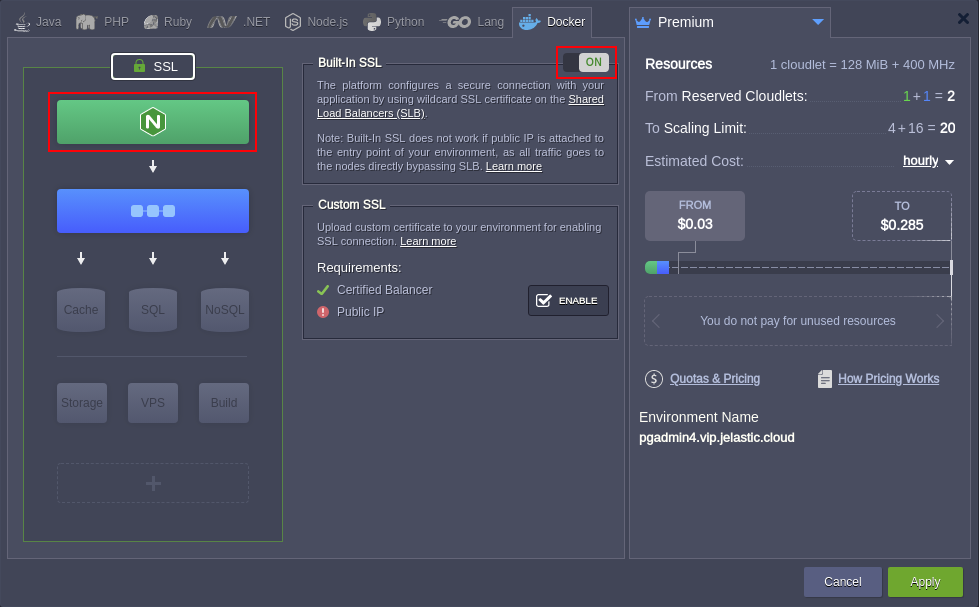 Java PHP Ruby .NET Node.js Python GO Lang Docker
Premium
SSL
N
Cache SQL NoSQL
Storage VPS Build
Built-In SSL
ON
The platform configures a secure connection with your
application by using wildcard SSL certificate on the Shared
Load Balancers (SLB).
Note: Built-In SSL does not work if public IP is attached to
the entry point of your environment, as all traffic goes to
the nodes directly bypassing SLB. Learn more
Custom SSL
Upload custom certificate to your environment for enabling
SSL connection. Learn more
Requirements:
Certified Balancer
Public IP
ENABLE
Resources 1 cloudlet = 128 MiB + 400 MHz
From Reserved Cloudlets: 1 + 1 = 2
To Scaling Limit: 4 + 16 = 20
Estimated Cost: hourly
FROM
$0.03
TO
$0.285
You do not pay for unused resources
Quotas & Pricing
How Pricing Works
Environment Name
pgadmin4.vip.jelastic.cloud
Cancel
Apply